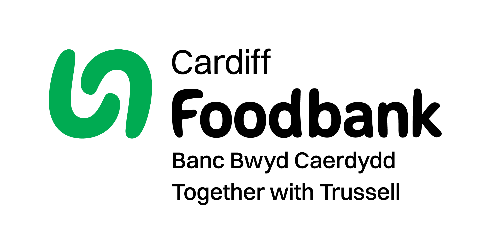 Cardiff
Foodbank
Banc Bwyd Caerdydd
Together with Trussell